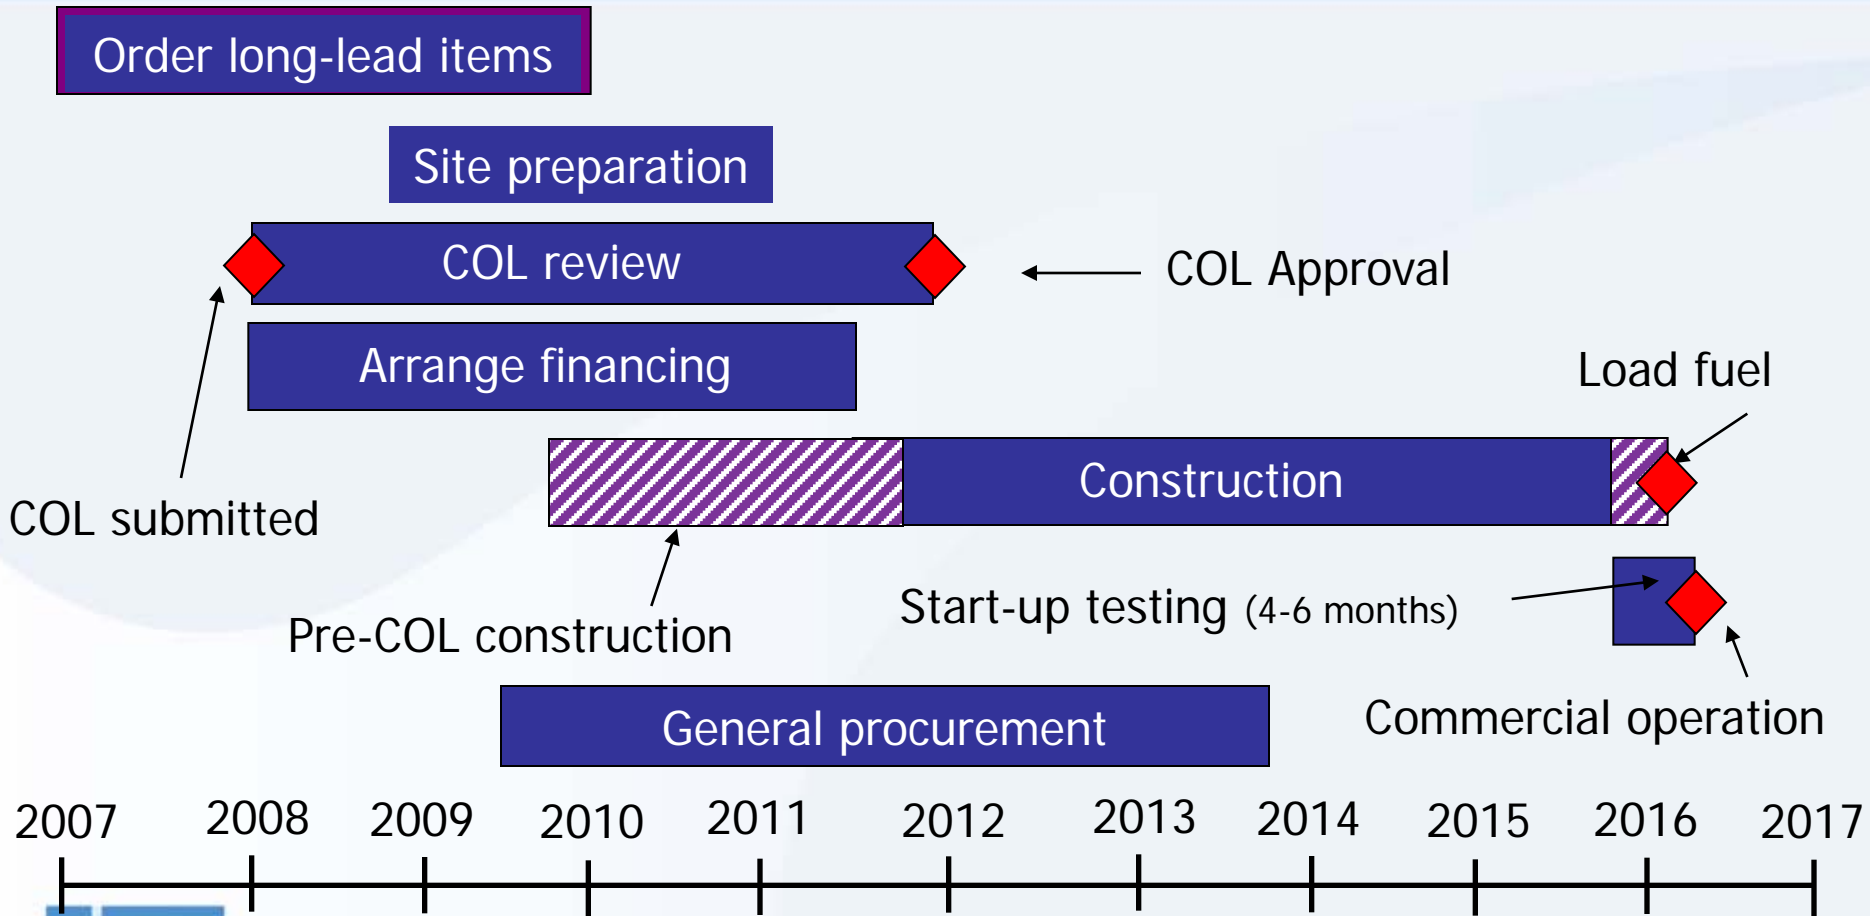 Order long-lead items
Site preparation
COL review
COL Approval
Arrange financing
Load fuel
Construction
COL submitted
Start-up testing (4-6 months)
Pre-COL construction
General procurement
Commercial operation
2007 2008 2009 2010 2011 2012 2013 2014 2015 2016 2017